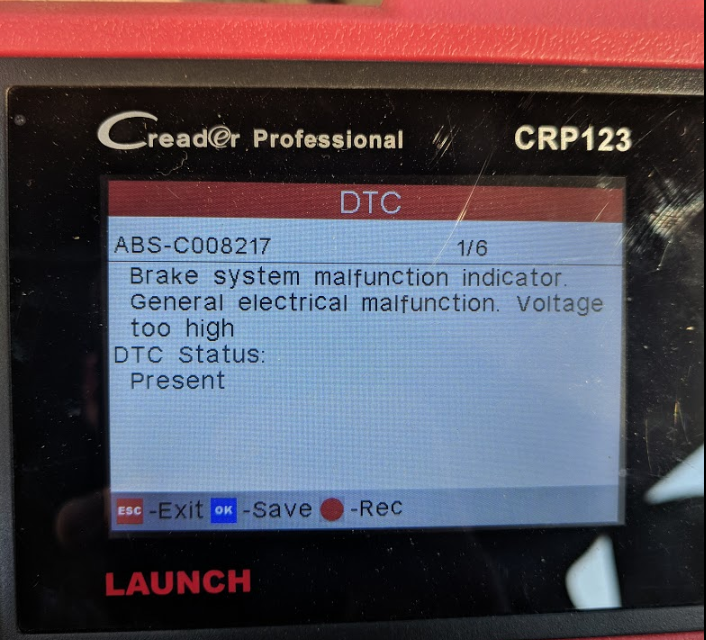 Creader Professional CRP123
DTC
ABS-C008217 1/6
Brake system malfunction indicator.
General electrical malfunction. Voltage
too high
DTC Status:
Present
ESC -Exit OK -Save -Rec
LAUNCH